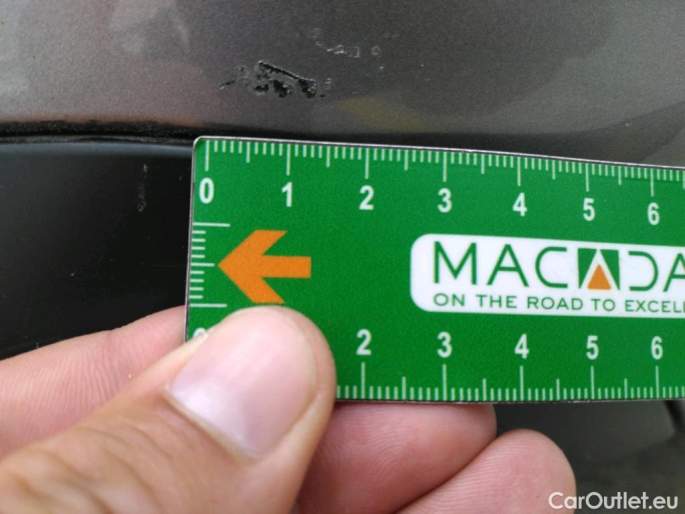 0 1 2 3 4 5 6
MACADA
ON THE ROAD TO EXCELL
2 3 4 5 6
CarOutlet.eu